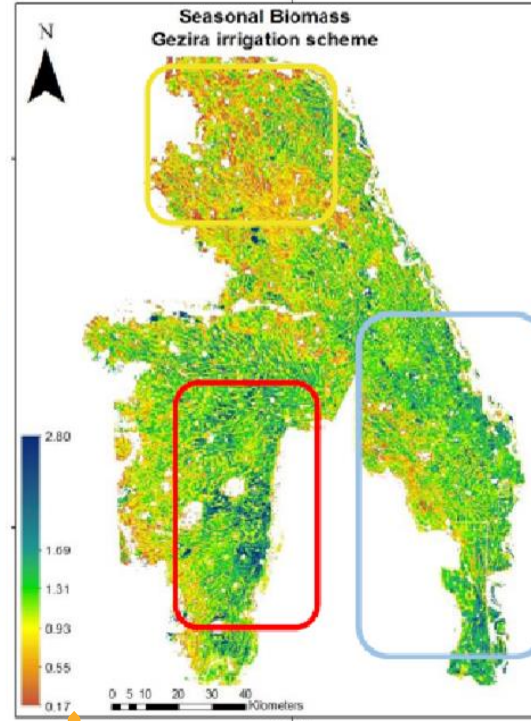 Seasonal Biomass
Gezira irrigation scheme
N
2.80
1.69
1.31
0.93
0.55
0.17
0 5 10 20 30 40
Kilometers